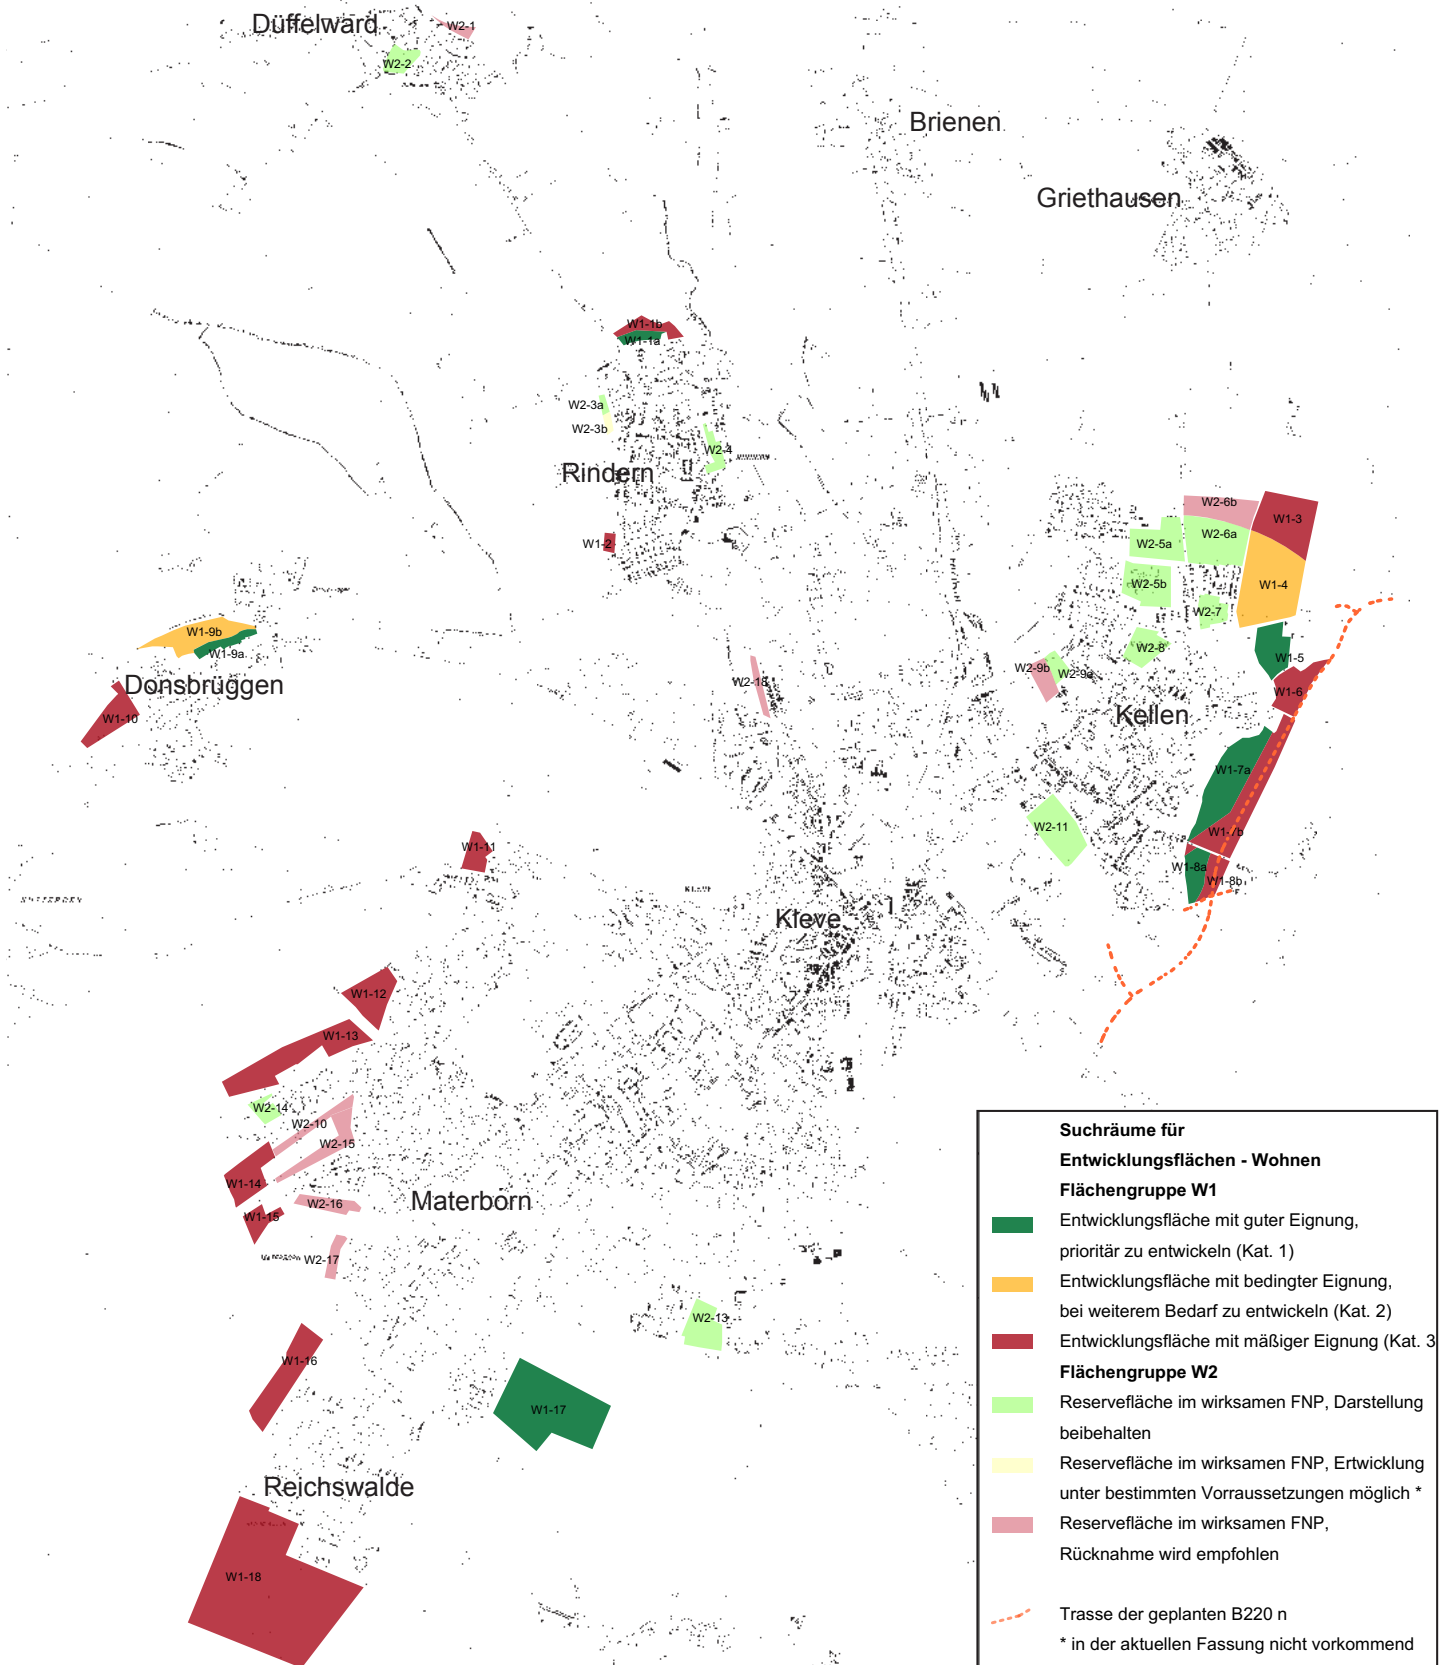 Düffelward
W2-1
W2-2
Brienen
Griethausen
W1-1b
W1-1a
W2-3a
W2-3b
W2-4
Rindern
W1-2
W2-6b
W1-3
W2-5a
W2-6a
W2-5b
W1-4
W2-7
W1-9b
W1-9a
W2-8
W1-5
Donsbrüggen
W2-18
W2-9b
W2-9a
W1-6
W1-10
Kellen
W1-7a
W2-11
W1-7b
W1-11
W1-8a
W1-8b
Kleve
W1-12
W1-13
W2-14
W2-10
W2-15
W1-14
Materborn
W2-16
W1-15
W2-17
W2-13
W1-16
W1-17
Reichswalde
W1-18
Suchräume für
Entwicklungsflächen - Wohnen
Flächengruppe W1
Entwicklungsfläche mit guter Eignung,
prioritär zu entwickeln (Kat. 1)
Entwicklungsfläche mit bedingter Eignung,
bei weiterem Bedarf zu entwickeln (Kat. 2)
Entwicklungsfläche mit mäßiger Eignung (Kat. 3
Flächengruppe W2
Reservefläche im wirksamen FNP, Darstellung
beibehalten
Reservefläche im wirksamen FNP, Ertwicklung
unter bestimmten Vorraussetzungen möglich *
Reservefläche im wirksamen FNP,
Rücknahme wird empfohlen
Trasse der geplanten B220 n
* in der aktuellen Fassung nicht vorkommend